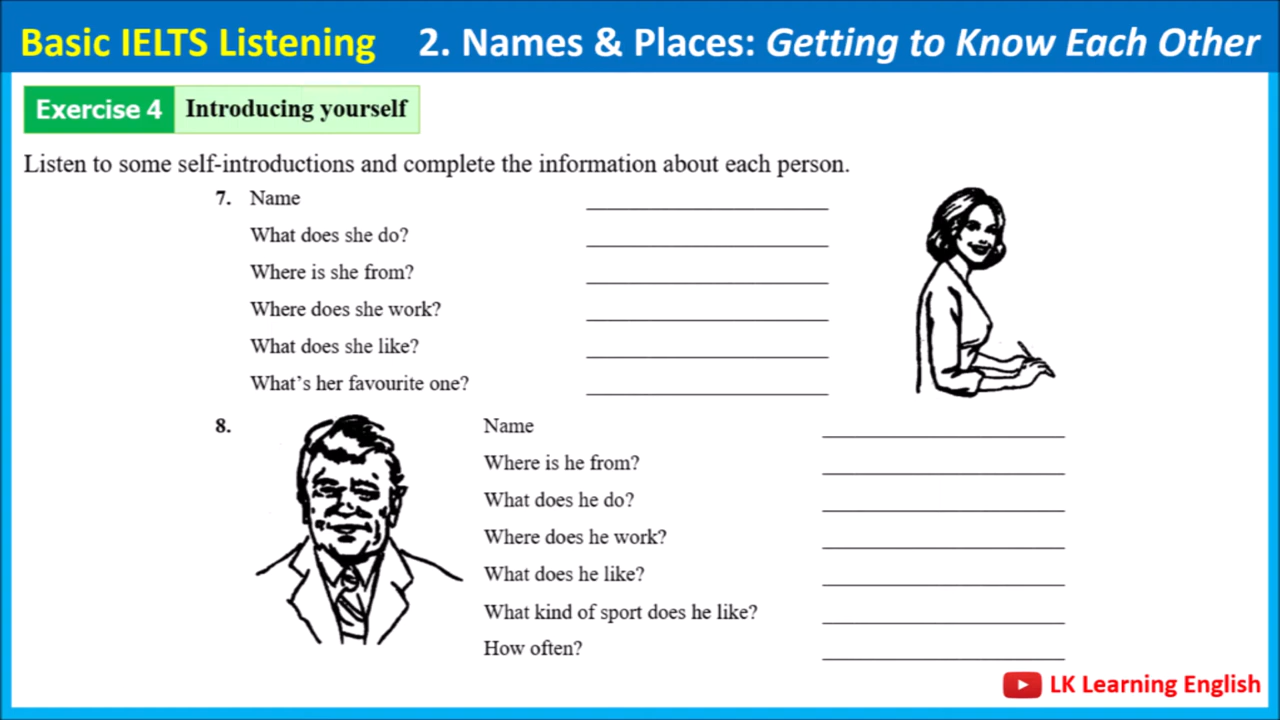 Basic IELTS Listening 2. Names & Places: Getting to Know Each Other
Exercise 4 Introducing yourself
Listen to some self-introductions and complete the information about each person.
7. Name
What does she do?
Where is she from?
Where does she work?
What does she like?
What's her favourite one?
8. Name
Where is he from?
What does he do?
Where does he work?
What does he like?
What kind of sport does he like?
How often?
LK Learning English